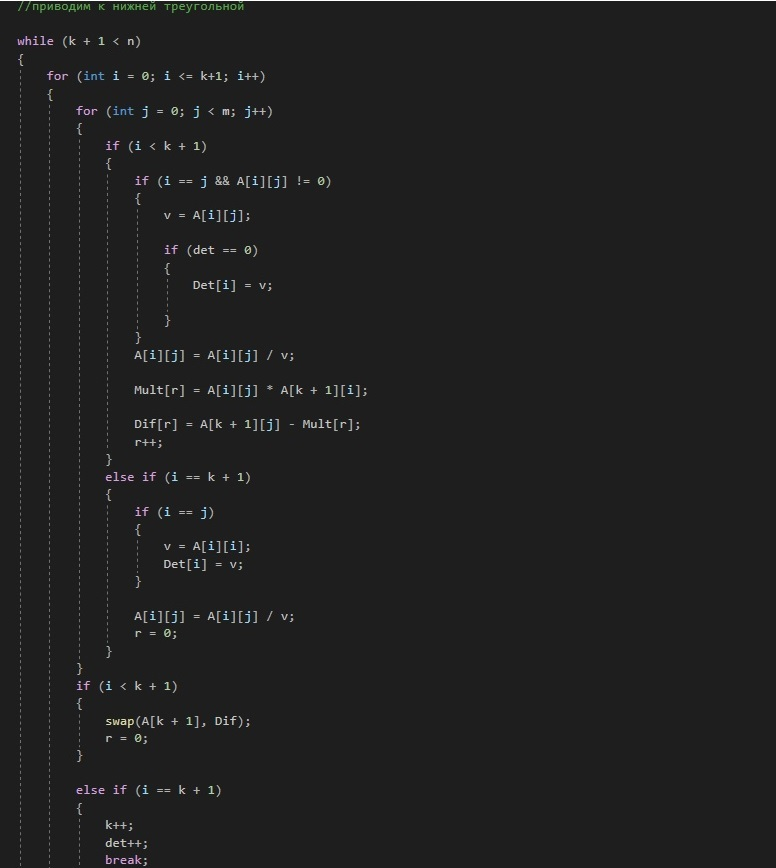 //приводим к нижней треугольной
while (k + 1 < n)
{
for (int i = 0; i <= k+1; i++)
{
for (int j = 0; j < m; j++)
{
if (i < k + 1)
{
if (i == j && A[i][j] != 0)
{
v = A[i][j];
if (det == 0)
{
Det[i] = v;
}
}
A[i][j] = A[i][j] / v;
Mult[r] = A[i][j] * A[k + 1][i];
Dif[r] = A[k + 1][j] - Mult[r];
r++;
}
else if (i == k + 1)
{
if (i == j)
{
v = A[i][i];
Det[i] = v;
}
A[i][j] = A[i][j] / v;
r = 0;
}
}
if (i < k + 1)
{
swap(A[k + 1], Dif);
r = 0;
}
else if (i == k + 1)
{
k++;
det++;
break;